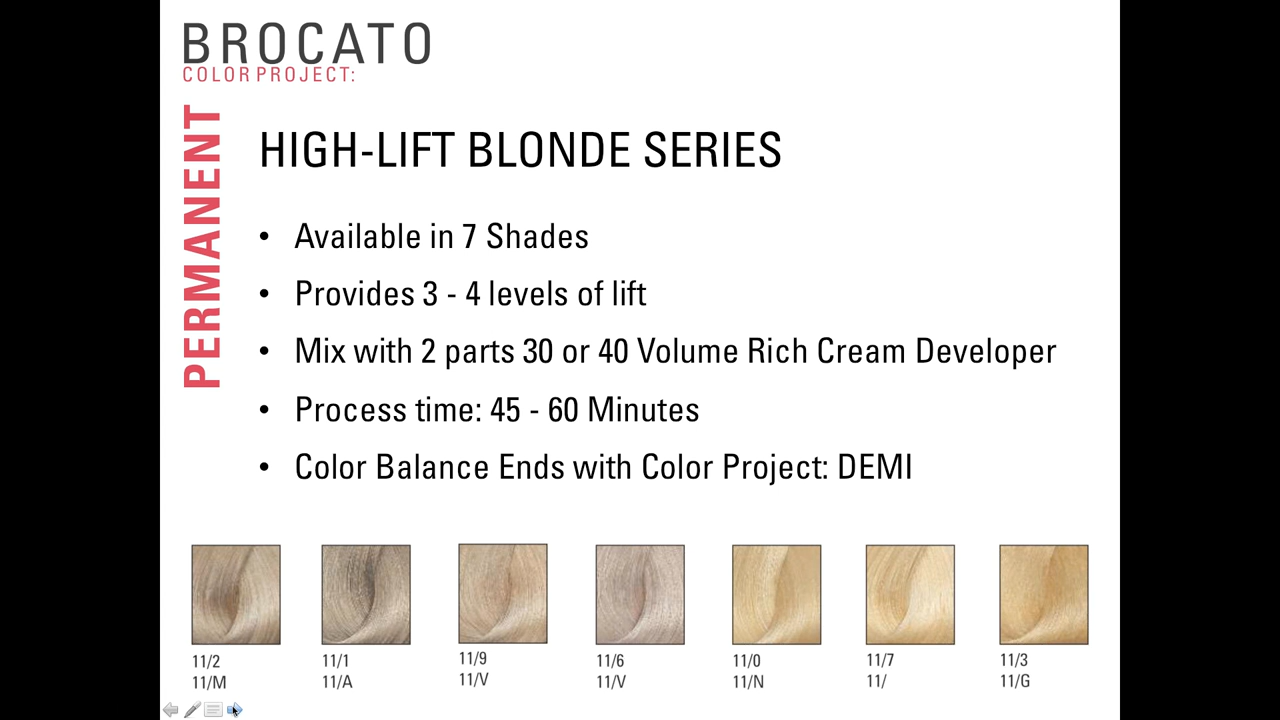 BROCATO
COLOR PROJECT:
PERMANENT
HIGH-LIFT BLONDE SERIES
• Available in 7 Shades
• Provides 3 - 4 levels of lift
• Mix with 2 parts 30 or 40 Volume Rich Cream Developer
• Process time: 45 - 60 Minutes
• Color Balance Ends with Color Project: DEMI
11/2 11/1 11/9 11/6 11/0 11/7 11/3
11/M 11/A 11/V 11/V 11/N 11/ 11/G